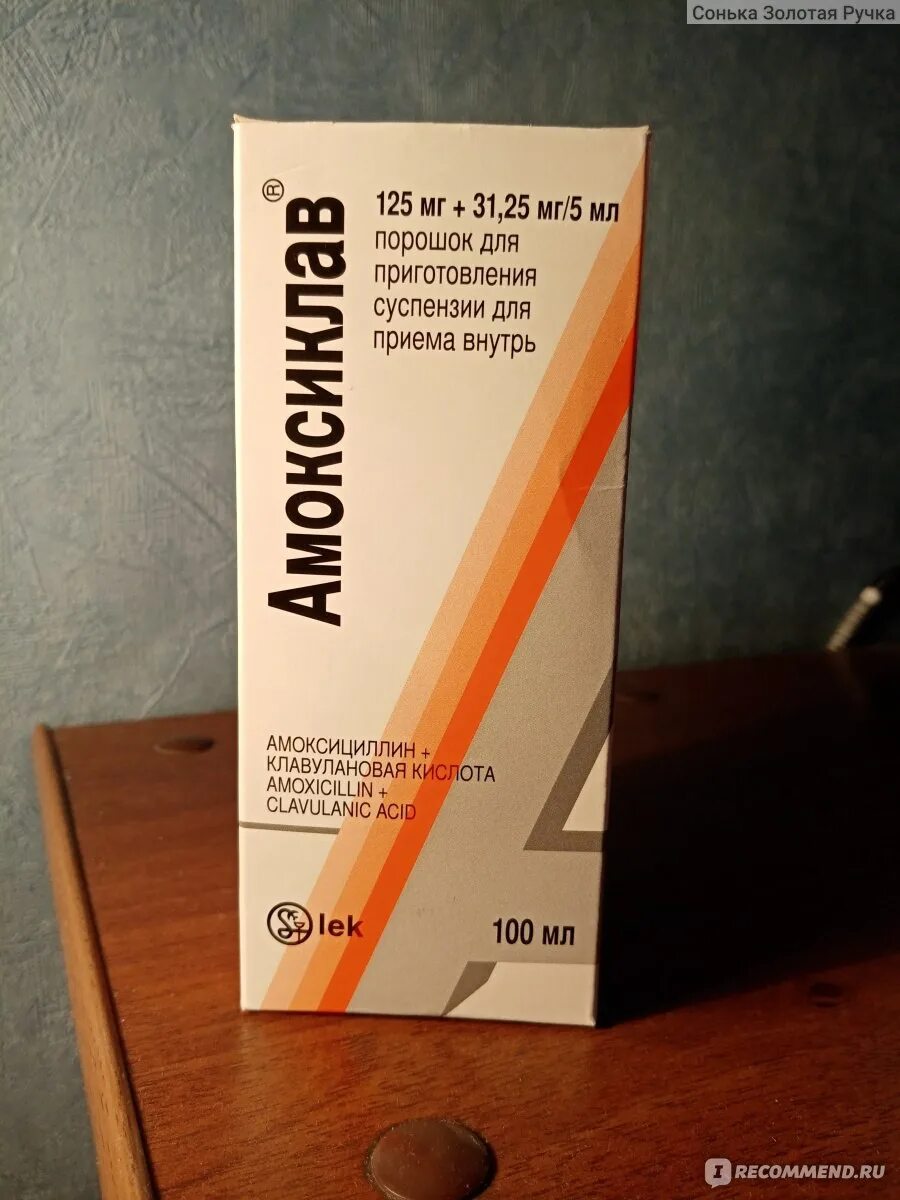 Сонька Золотая Ручка
Амоксиклав®
125 мг + 31,25 мг/5 мл
порошок для
приготовления
суспензии для
приема внутрь
АМОКСИЦИЛЛИН +
КЛАВУЛАНОВАЯ КИСЛОТА
AMOXICILLIN +
CLAVULANIC ACID
lek
100 мл
IRECOMMEND.RU